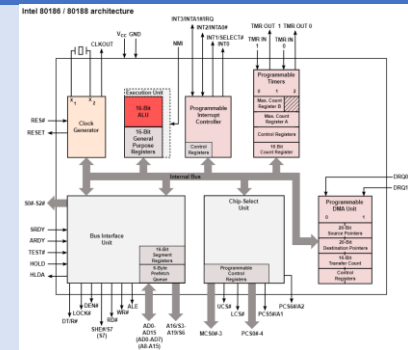 Intel 80186 / 80188 architecture
INT3/INTA1#/IRQ
INT2/INTA0#
INT1/SELECT#
INT0
TMR OUT 1
TMR OUT 0
TMR IN
1
TMR IN
0
CLKOUT
VCC GND
NMI
X1 X2
Clock
Generator
Execution Unit
16-Bit
ALU
16-Bit
General
Purpose
Registers
Programmable
Interrupt
Controller
Control
Registers
Programmable
Timers
0 1 2
Max. Count
Register B
Max. Count
Register A
Control Registers
16 Bit
Count Register
RES#
RESET
Internal Bus
DRQ0
DRQ1
S0#-S2#
SRDY
ARDY
TEST#
HOLD
HLDA
Bus Interface
Unit
16-Bit
Segment
Registers
6-Byte
Prefetch
Queue
Chip-Select
Unit
Programmable
Control
Registers
Programmable
DMA Unit
0 1
20-Bit
Source Pointers
20-Bit
Destination Pointers
16-Bit
Transfer Count
Control
Registers
DT/R#
LOCK#
DEN#
SHE#/S7
(S7)
RD#
WR#
ALE
AD0-
AD15
(AD0-AD7)
(A8-A15)
A16/S3-
A19/S6
UCS#
LCS#
MCS0#-3
PCS0#-4
PCS5#/A1
PCS6#/A2